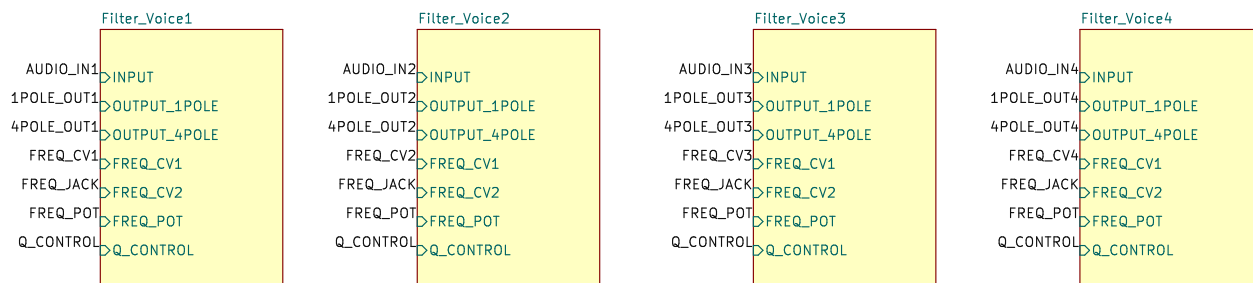 Filter_Voice1
AUDIO_IN1 INPUT
1POLE_OUT1 OUTPUT_1POLE
4POLE_OUT1 OUTPUT_4POLE
FREQ_CV1 FREQ_CV1
FREQ_JACK FREQ_CV2
FREQ_POT FREQ_POT
Q_CONTROL Q_CONTROL
Filter_Voice2
AUDIO_IN2 INPUT
1POLE_OUT2 OUTPUT_1POLE
4POLE_OUT2 OUTPUT_4POLE
FREQ_CV2 FREQ_CV1
FREQ_JACK FREQ_CV2
FREQ_POT FREQ_POT
Q_CONTROL Q_CONTROL
Filter_Voice3
AUDIO_IN3 INPUT
1POLE_OUT3 OUTPUT_1POLE
4POLE_OUT3 OUTPUT_4POLE
FREQ_CV3 FREQ_CV1
FREQ_JACK FREQ_CV2
FREQ_POT FREQ_POT
Q_CONTROL Q_CONTROL
Filter_Voice4
AUDIO_IN4 INPUT
1POLE_OUT4 OUTPUT_1POLE
4POLE_OUT4 OUTPUT_4POLE
FREQ_CV4 FREQ_CV1
FREQ_JACK FREQ_CV2
FREQ_POT FREQ_POT
Q_CONTROL Q_CONTROL